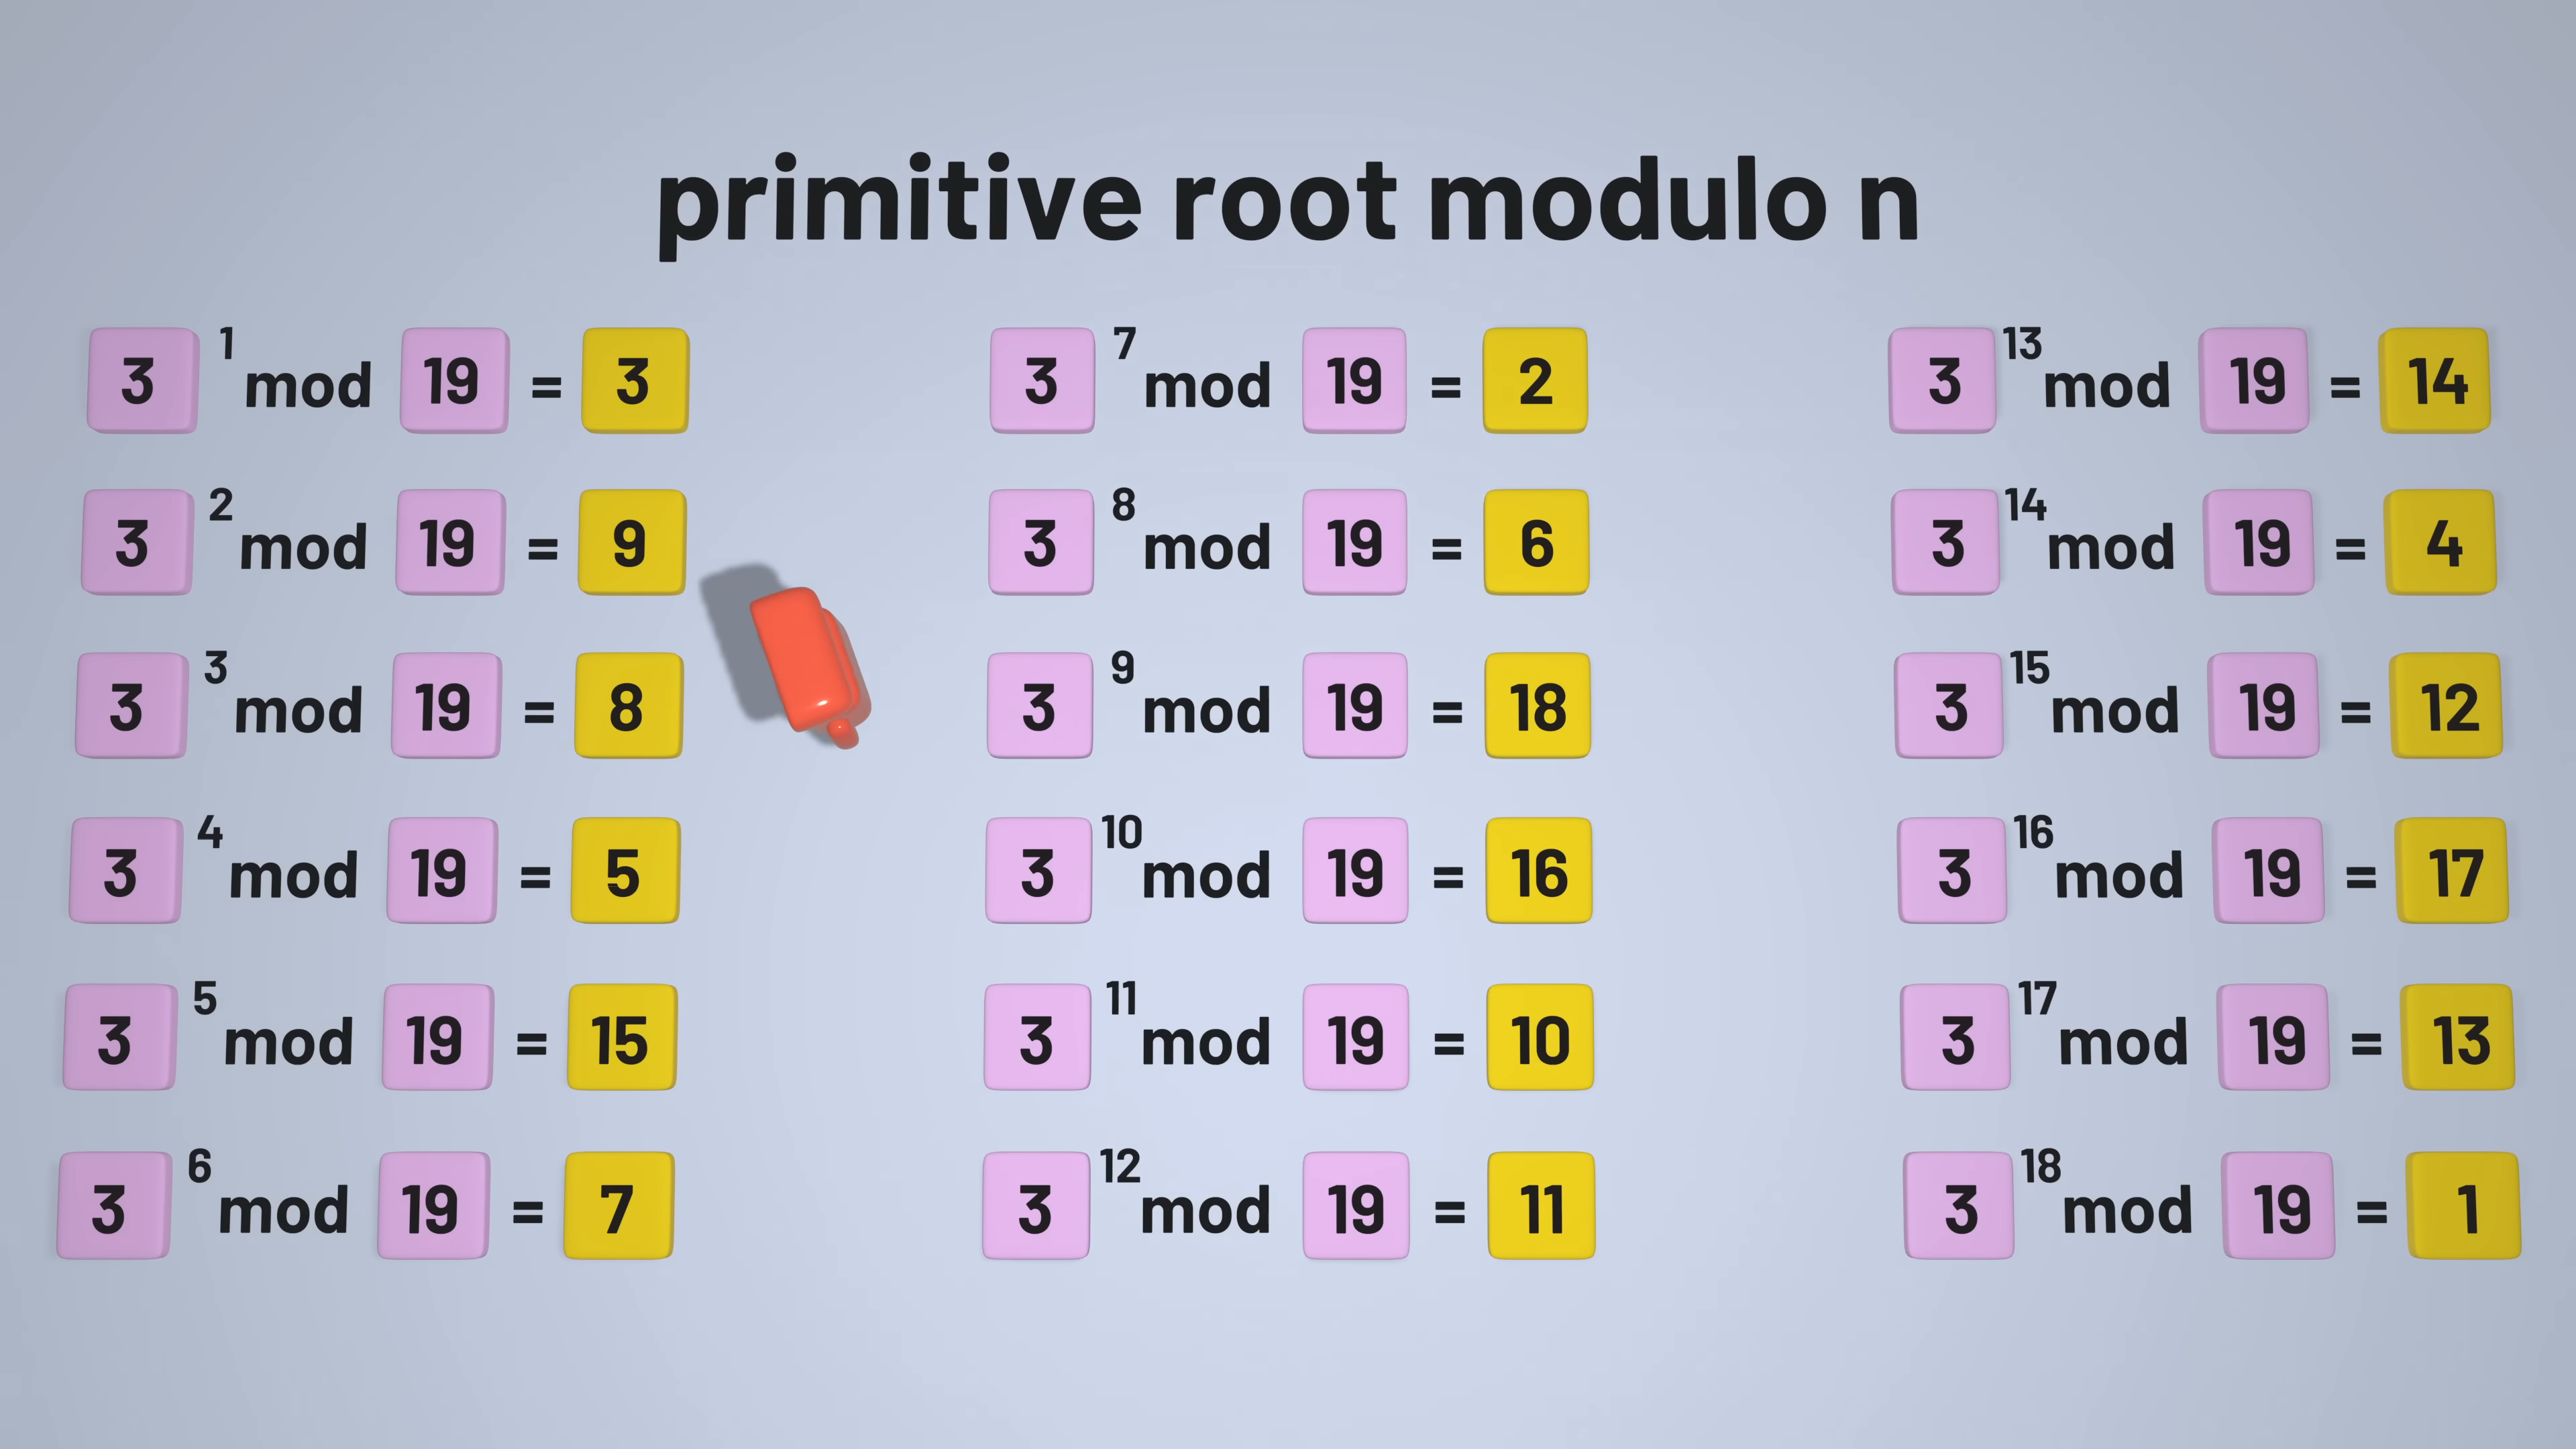 primitive root modulo n
3 1 mod 19 = 3
3 2 mod 19 = 9
3 3 mod 19 = 8
3 4 mod 19 = 5
3 5 mod 19 = 15
3 6 mod 19 = 7
3 7 mod 19 = 2
3 8 mod 19 = 6
3 9 mod 19 = 18
3 10 mod 19 = 16
3 11 mod 19 = 10
3 12 mod 19 = 11
3 13 mod 19 = 14
3 14 mod 19 = 4
3 15 mod 19 = 12
3 16 mod 19 = 17
3 17 mod 19 = 13
3 18 mod 19 = 1